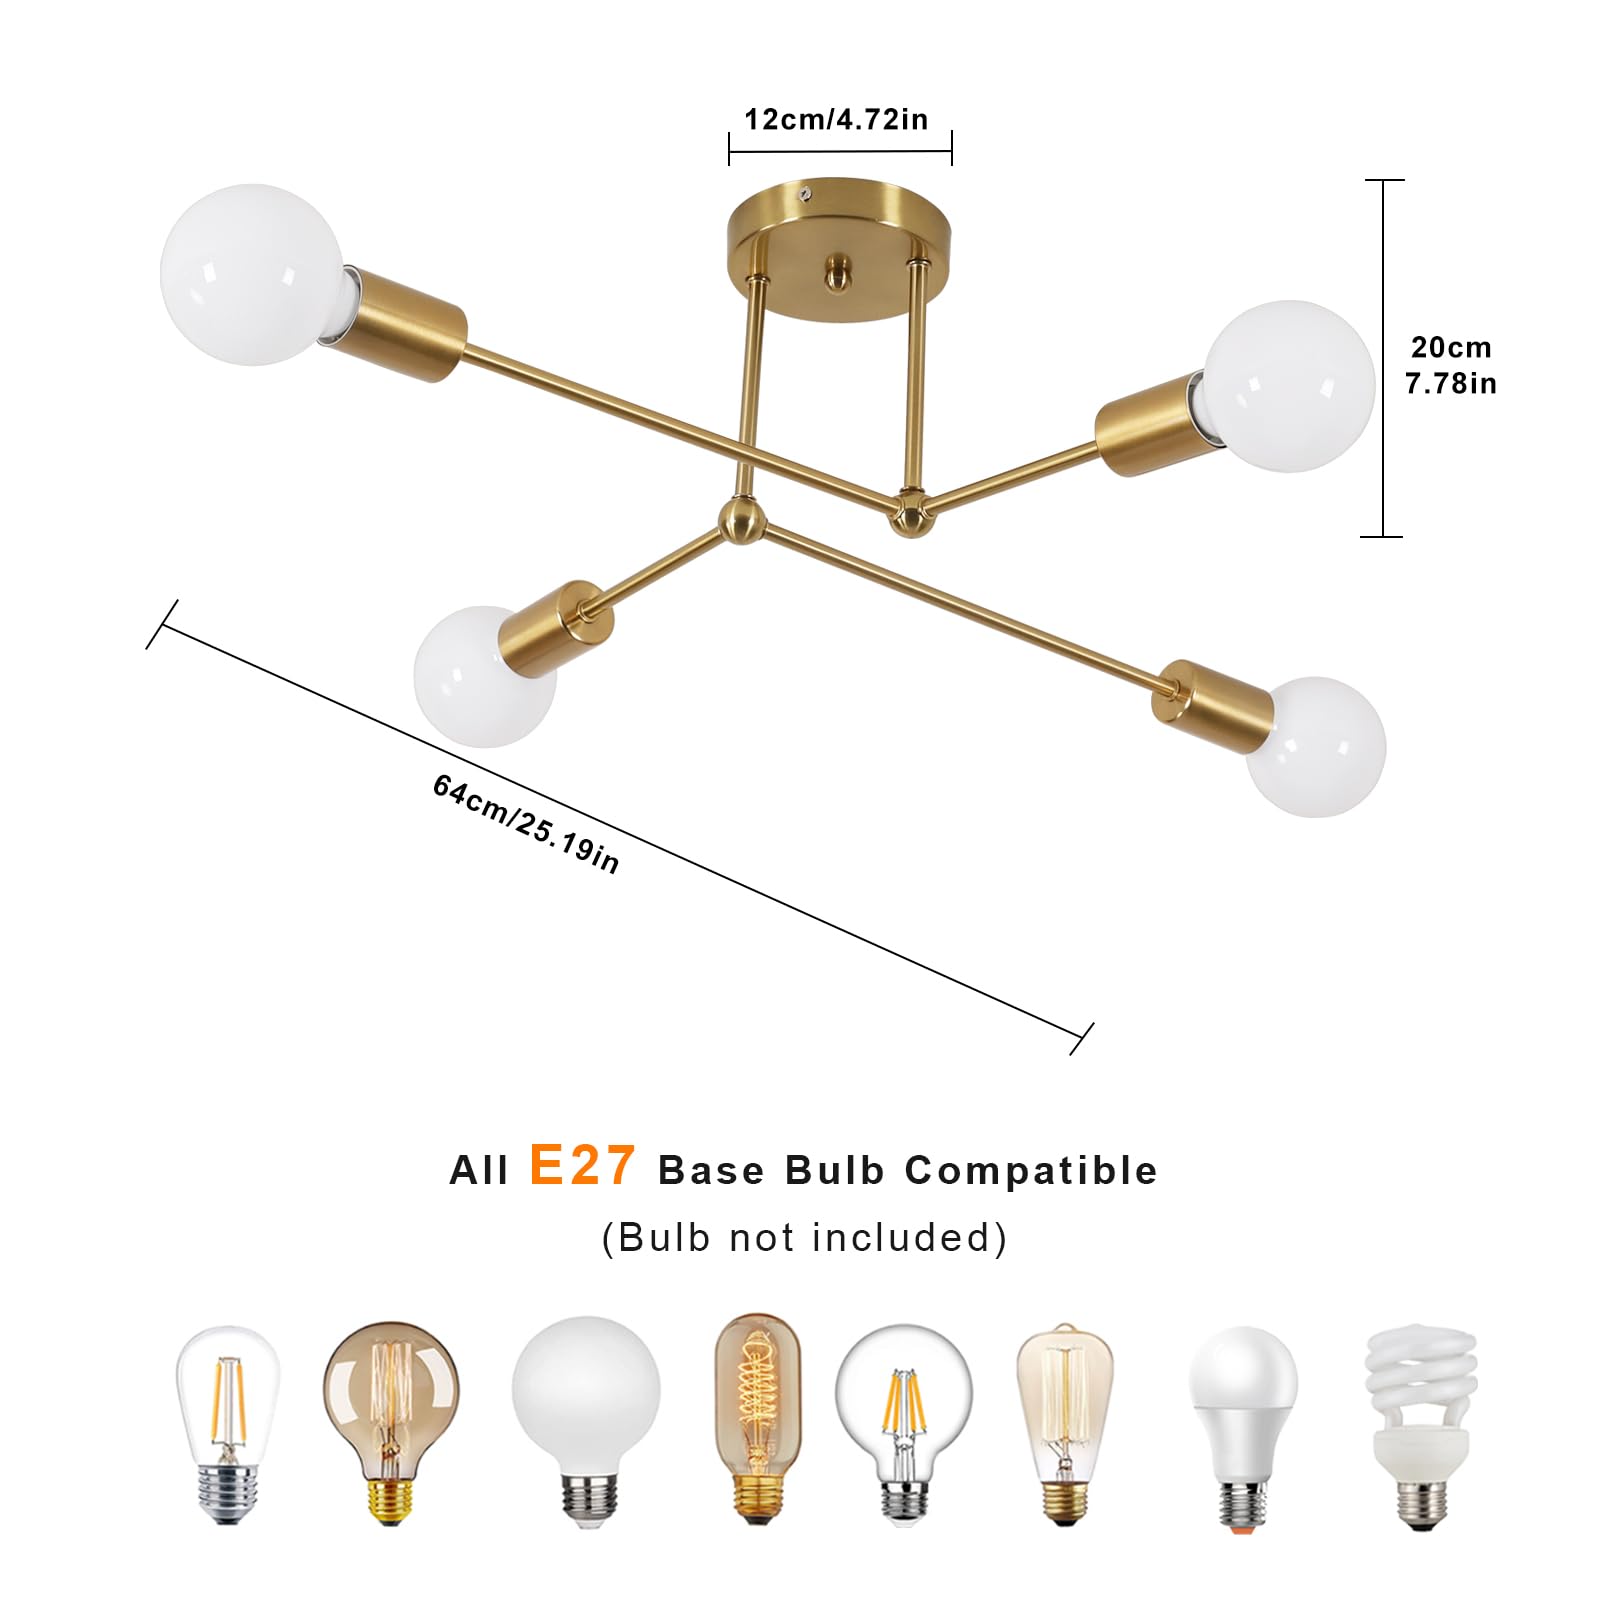 12cm/4.72in
20cm
7.78in
64cm/25.19in
All E27 Base Bulb Compatible
(Bulb not included)